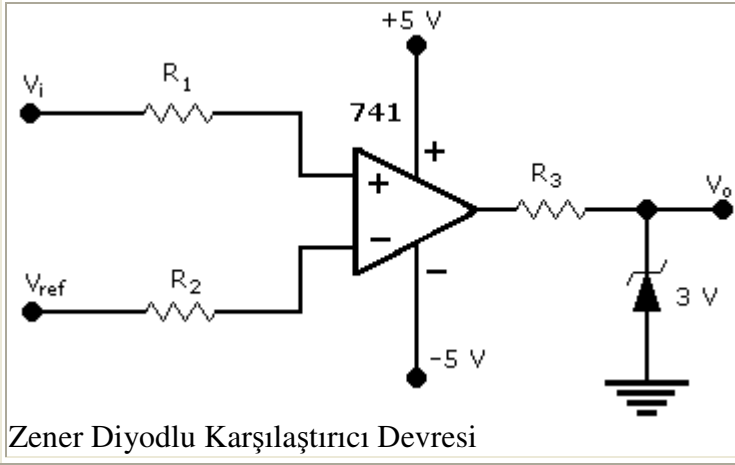 +5 V
Vi
R1
741
+
+
R3
Vo
−
Vref
R2
−
3 V
-5 V
Zener Diyodlu Karşılaştırıcı Devresi